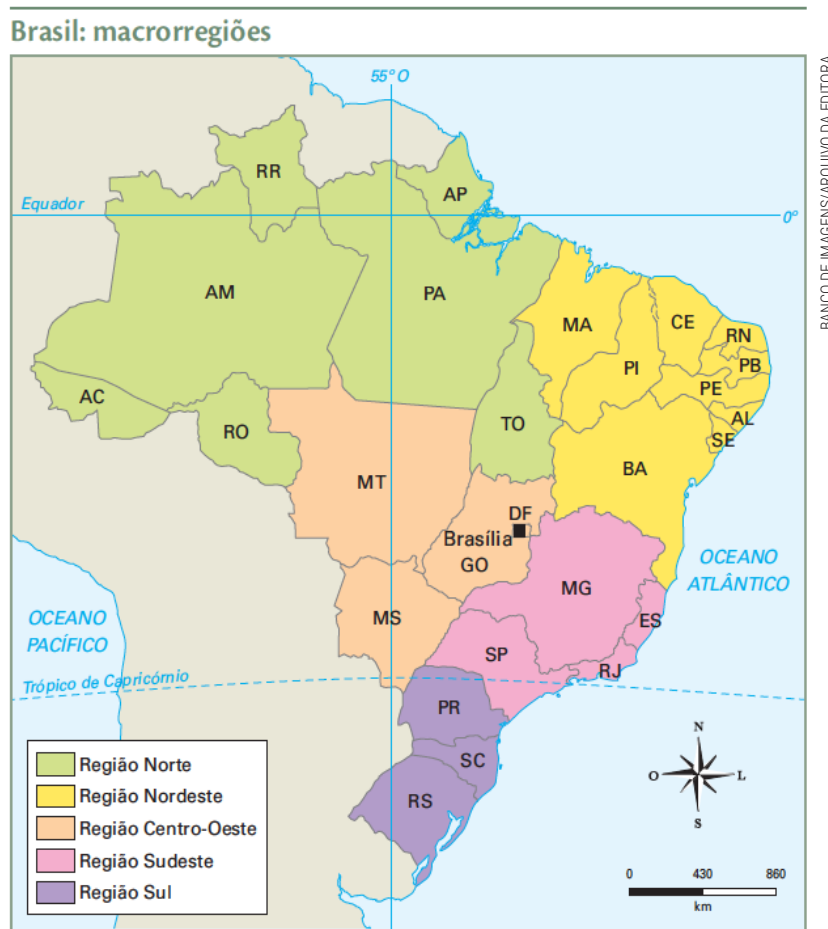 Brasil: macrorregiões
BANCO DE IMAGENS/ARQUIVO DA EDITORA
55º O
RR
AP
Equador
0º
AM
PA
MA
CE
RN
PB
PI
PE
AC
AL
TO
SE
RO
BA
MT
DF
Brasília
GO
OCEANO
ATLÂNTICO
MG
OCEANO
PACÍFICO
MS
ES
SP
RJ
Trópico de Capricórnio
PR
SC
RS
N
O
L
S
Região Norte
Região Nordeste
Região Centro-Oeste
Região Sudeste
Região Sul
0 430 860
km